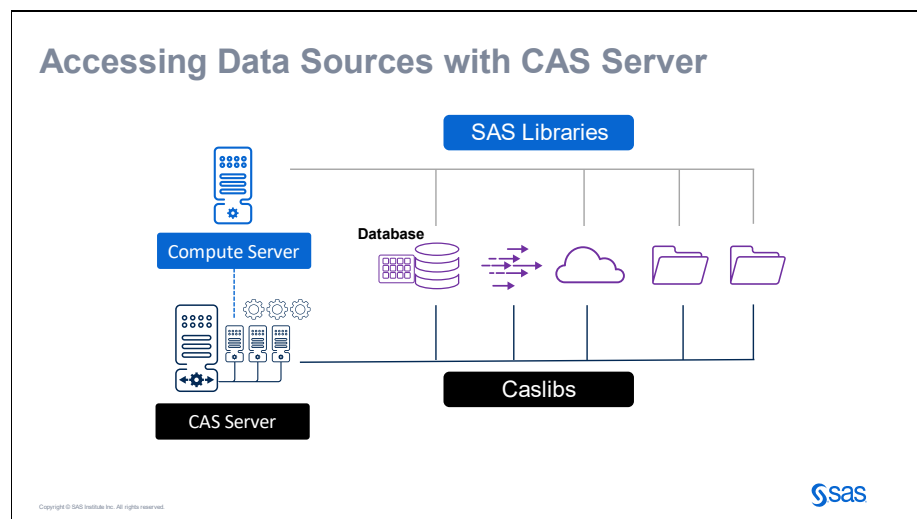 Accessing Data Sources with CAS Server
SAS Libraries
Database
Compute Server
Caslibs
CAS Server
Copyright © SAS Institute Inc. All rights reserved.
sas